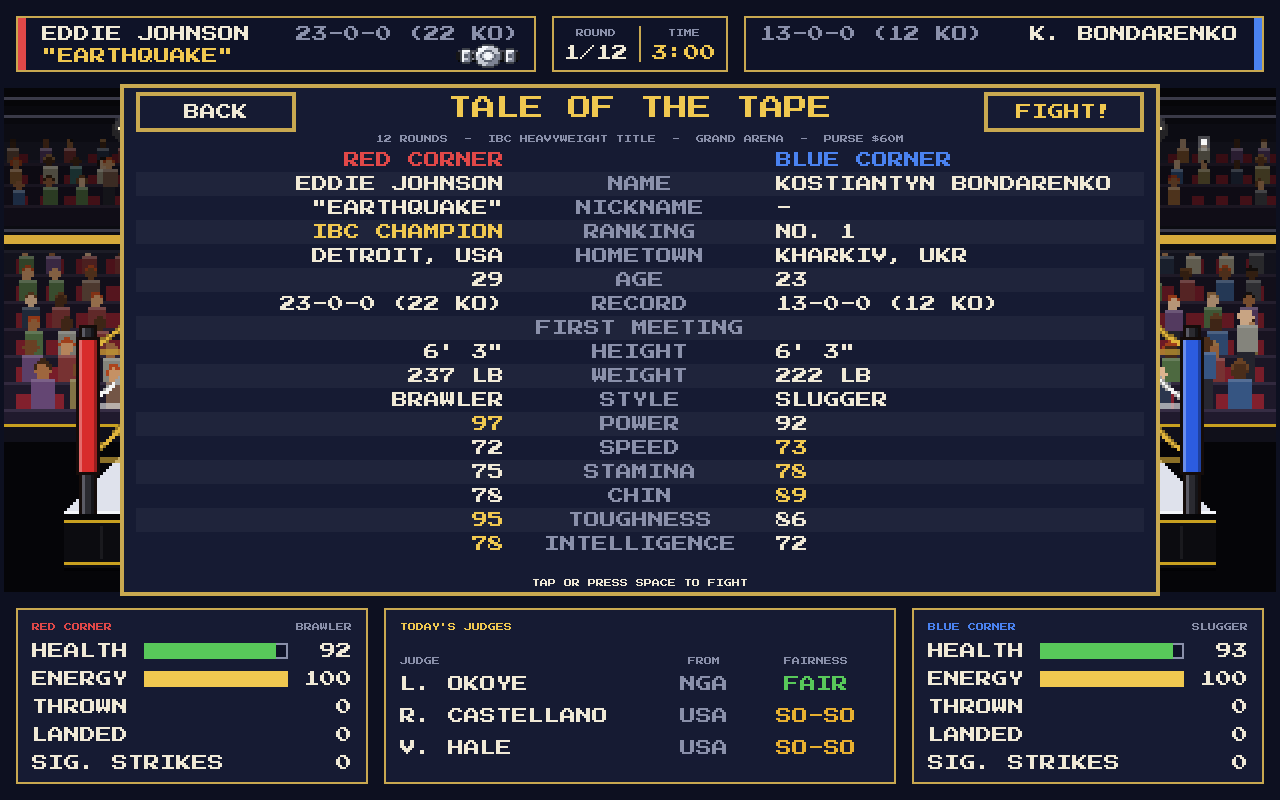 EDDIE JOHNSON 23-0-0 (22 KO)
"EARTHQUAKE"
ROUND TIME
1/12 3:00
13-0-0 (12 KO) K. BONDARENKO
BACK TALE OF THE TAPE FIGHT!
12 ROUNDS - IBC HEAVYWEIGHT TITLE - GRAND ARENA - PURSE $60M
RED CORNER BLUE CORNER
EDDIE JOHNSON NAME KOSTIANTYN BONDARENKO
"EARTHQUAKE" NICKNAME -
IBC CHAMPION RANKING NO. 1
DETROIT, USA HOMETOWN KHARKIV, UKR
29 AGE 23
23-0-0 (22 KO) RECORD 13-0-0 (12 KO)
FIRST MEETING
6' 3" HEIGHT 6' 3"
237 LB WEIGHT 222 LB
BRAWLER STYLE SLUGGER
97 POWER 92
72 SPEED 73
75 STAMINA 78
78 CHIN 89
95 TOUGHNESS 86
78 INTELLIGENCE 72
TAP OR PRESS SPACE TO FIGHT
RED CORNER BRAWLER
HEALTH 92
ENERGY 100
THROWN 0
LANDED 0
SIG. STRIKES 0
TODAY'S JUDGES
JUDGE FROM FAIRNESS
L. OKOYE NGA FAIR
R. CASTELLANO USA SO-SO
V. HALE USA SO-SO
BLUE CORNER SLUGGER
HEALTH 93
ENERGY 100
THROWN 0
LANDED 0
SIG. STRIKES 0